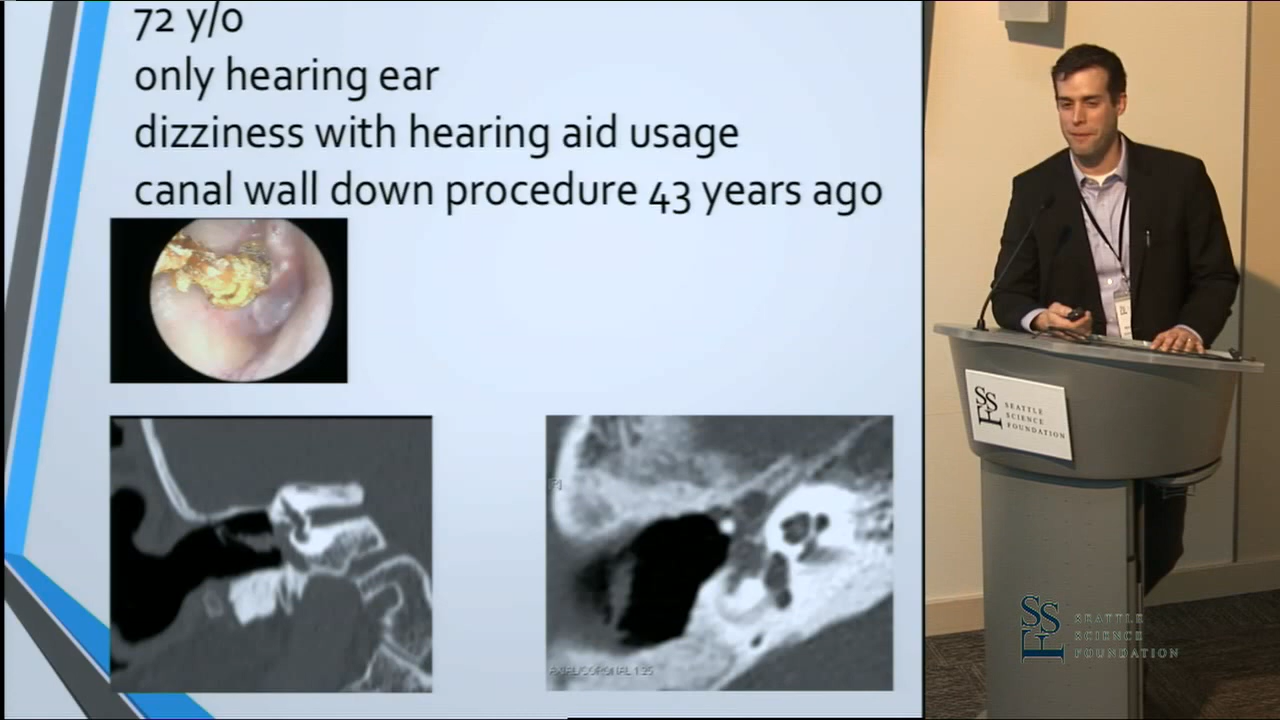 72 y/o
only hearing ear
dizziness with hearing aid usage
canal wall down procedure 43 years ago
SSF
SEATTLE
SCIENCE
FOUNDATION
SSF
SEATTLE
SCIENCE
FOUNDATION